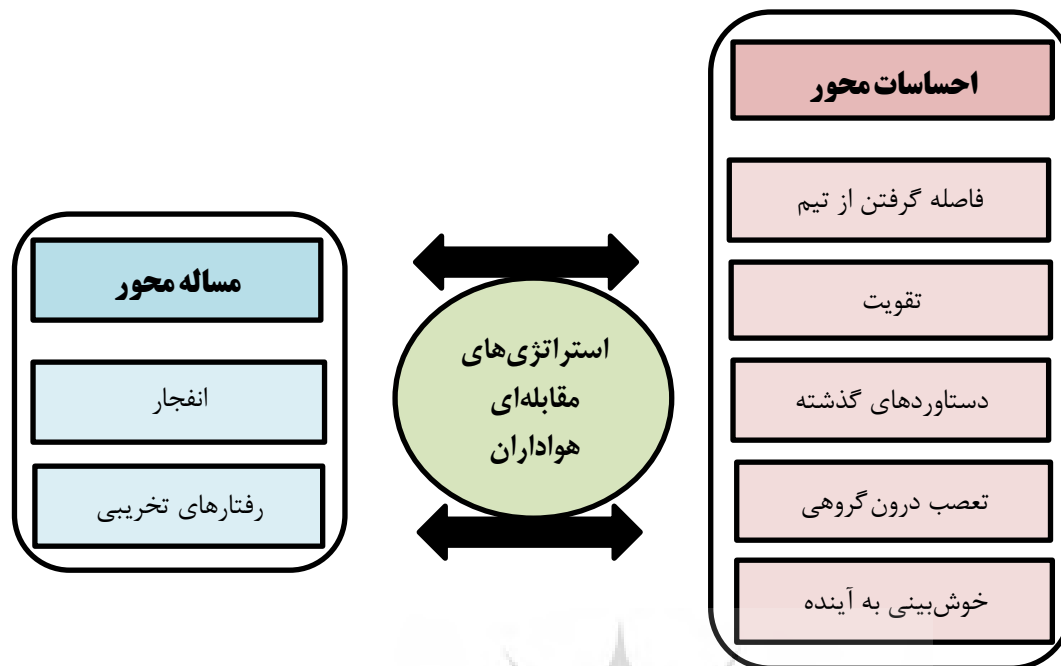 احساسات محور
فاصله گرفتن از تیم
تقویت
دستاوردهای گذشته
تعصب درون‌گروهی
خوش‌بینی به آینده
استراتژی‌های
مقابله‌ای
هواداران
مساله محور
انفجار
رفتارهای تخریبی